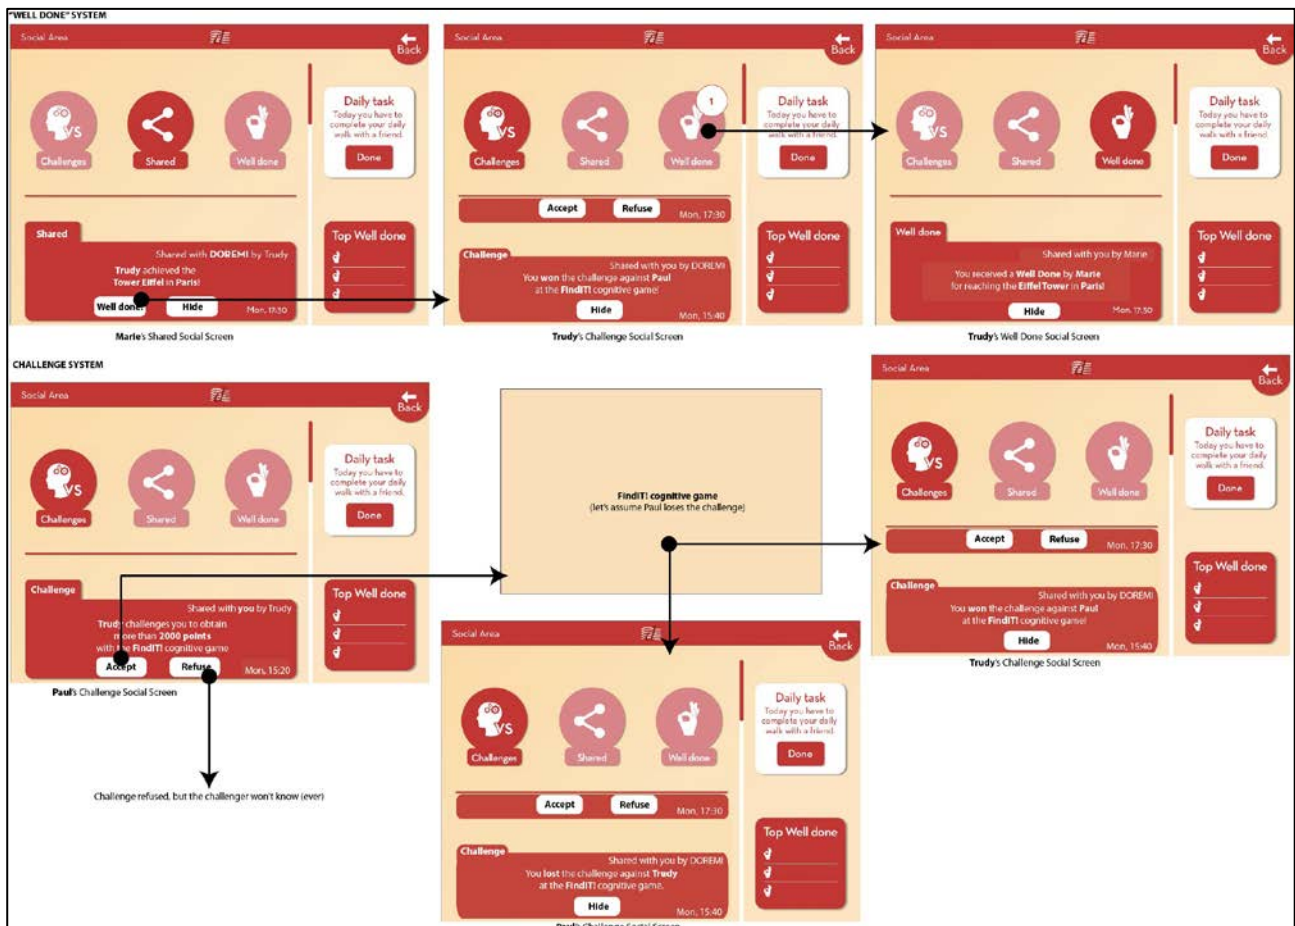 "WELL DONE" SYSTEM
Social Area
Back
Challenges
Shared
Well done
Daily task
Today you have to
complete your daily
walk with a friend.
Done
Shared
Shared with DOREMI by Trudy
Trudy achieved the
Tower Eiffel in Paris!
Well done!
Hide
Mon, 17:30
Top Well done
Marie's Shared Social Screen
Social Area
Back
1
Challenges
Shared
Well done
Daily task
Today you have to
complete your daily
walk with a friend.
Done
Accept
Refuse
Mon, 17:30
Challenge
Shared with you by DOREMI
You won the challenge against Paul
at the FindIT! cognitive game!
Hide
Mon, 15:40
Top Well done
Trudy's Challenge Social Screen
Social Area
Back
Challenges
Shared
Well done
Daily task
Today you have to
complete your daily
walk with a friend.
Done
Well done
Shared with you by Marie
You received a Well Done by Marie
for reaching the Eiffel Tower in Paris!
Hide
Mon, 17:50
Top Well done
Trudy's Well Done Social Screen
CHALLENGE SYSTEM
Social Area
Back
Challenges
Shared
Well done
Daily task
Today you have to
complete your daily
walk with a friend.
Done
Challenge
Shared with you by Trudy
Trudy challenges you to obtain
more than 2000 points
with the FindIT! cognitive game
Accept
Refuse
Mon, 15:20
Top Well done
Paul's Challenge Social Screen
Challenge refused, but the challenger won't know (ever)
FindIT! cognitive game
(let's assume Paul loses the challenge)
Social Area
Back
Challenges
Shared
Well done
Daily task
Today you have to
complete your daily
walk with a friend.
Done
Accept
Refuse
Mon, 17:30
Challenge
Shared with you by DOREMI
You won the challenge against Paul
at the FindIT! cognitive game!
Hide
Mon, 15:40
Top Well done
Trudy's Challenge Social Screen
Social Area
Back
Challenges
Shared
Well done
Daily task
Today you have to
complete your daily
walk with a friend.
Done
Accept
Refuse
Mon, 17:30
Challenge
Shared with you by DOREMI
You lost the challenge against Trudy
at the FindIT! cognitive game.
Hide
Mon, 15:40
Top Well done
Paul's Challenge Social Screen